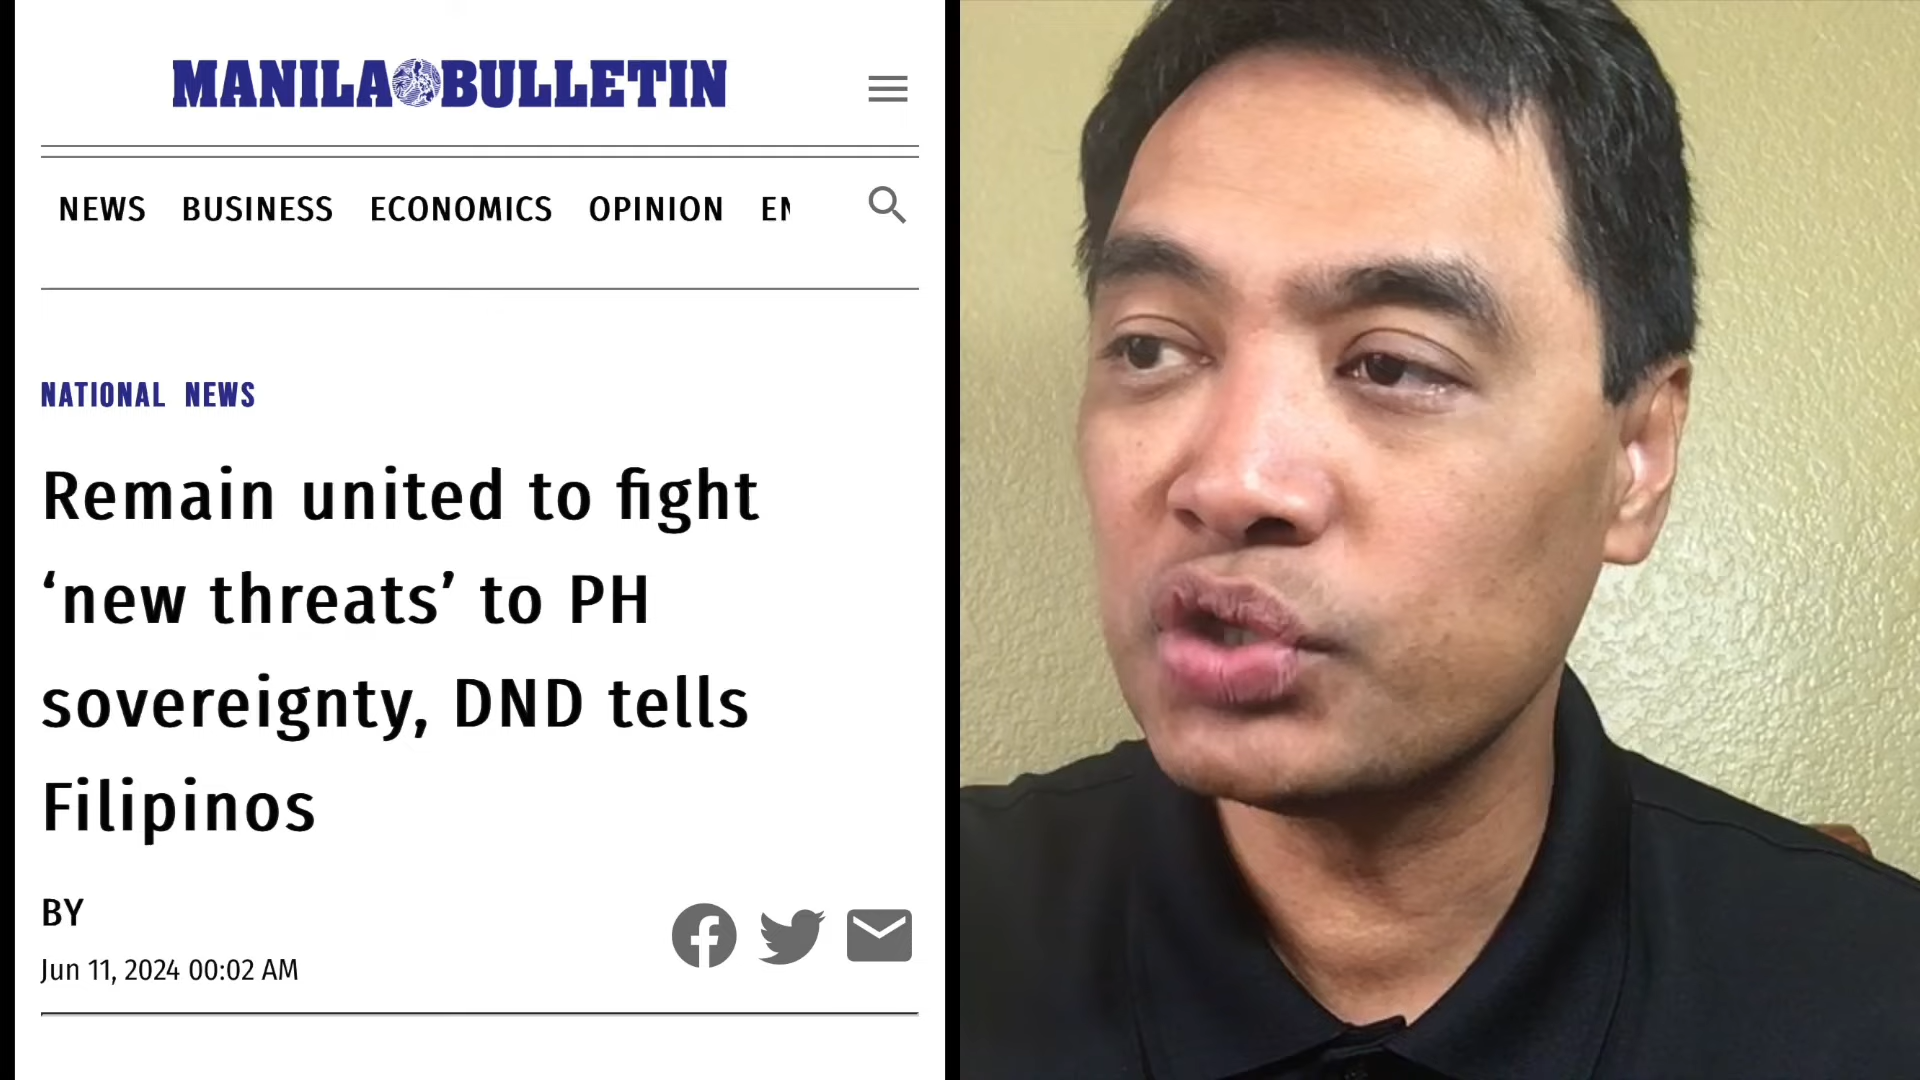 MANILA BULLETIN
NEWS BUSINESS ECONOMICS OPINION
NATIONAL NEWS
Remain united to fight
‘new threats’ to PH
sovereignty, DND tells
Filipinos
BY
Jun 11, 2024 00:02 AM